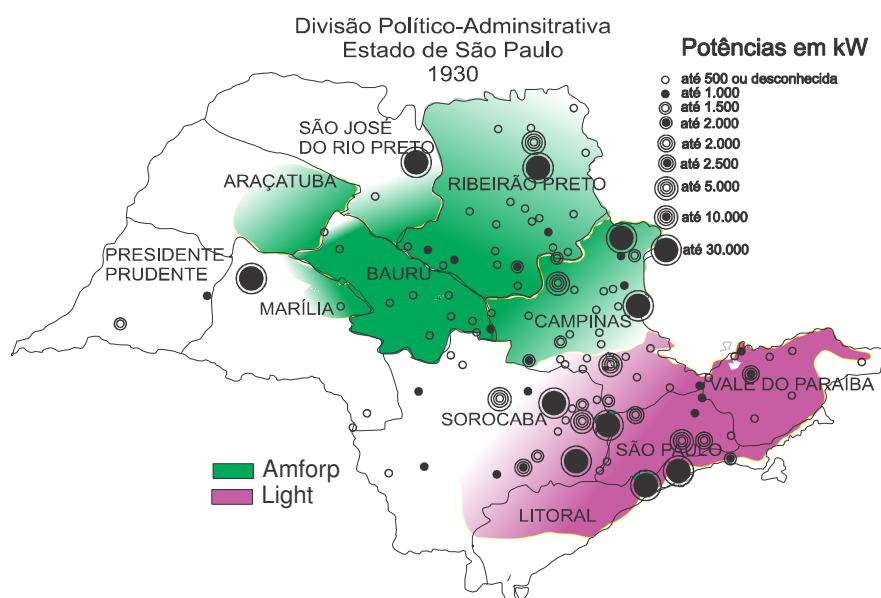 Divisão Político-Adminsitrativa
Estado de São Paulo
1930
Potências em kW
até 500 ou desconhecida
até 1.000
até 1.500
até 2.000
até 2.000
até 2.500
até 5.000
até 10.000
até 30.000
SÃO JOSÉ
DO RIO PRETO
ARAÇATUBA
RIBEIRÃO PRETO
PRESIDENTE
PRUDENTE
BAURU
MARÍLIA
CAMPINAS
VALE DO PARAÍBA
SOROCABA
SÃO PAULO
LITORAL
Amforp
Light